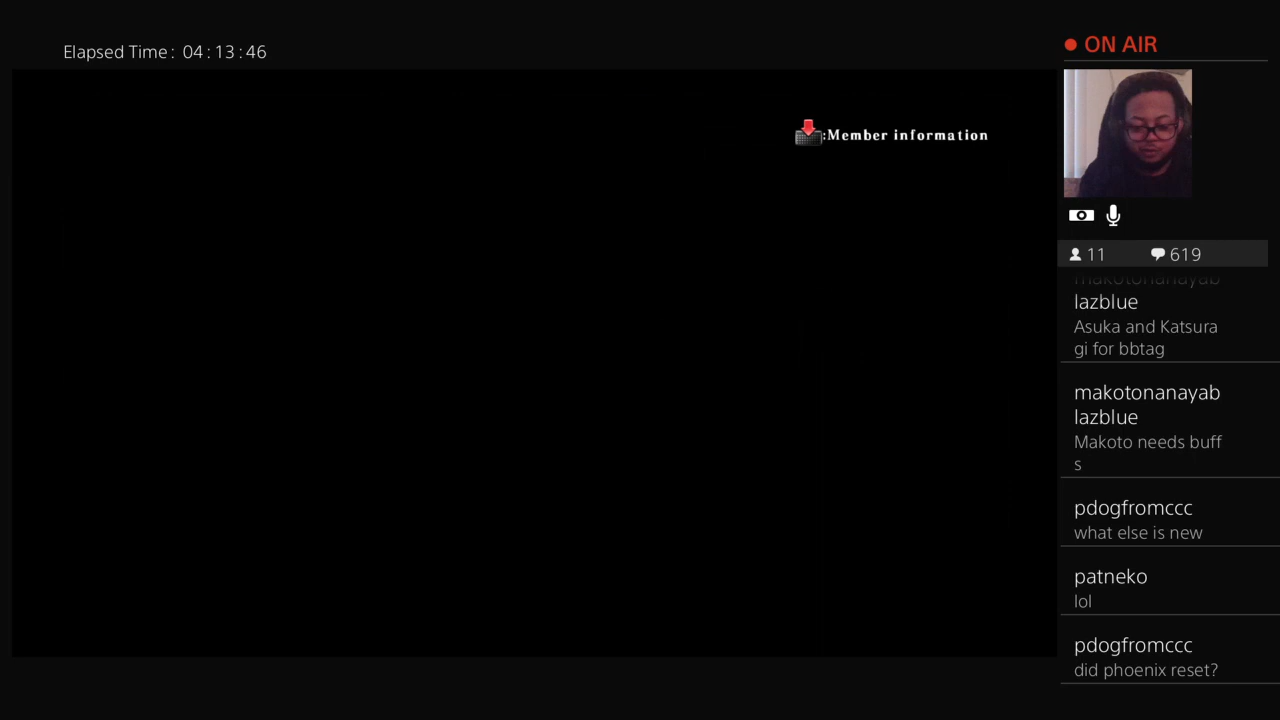 Elapsed Time: 04:13:46
ON AIR
:Member information
11 619
makotonanayab
lazblue
Asuka and Katsura
gi for bbtag
makotonanayab
lazblue
Makoto needs buff
s
pdogfromccc
what else is new
patneko
lol
pdogfromccc
did phoenix reset?